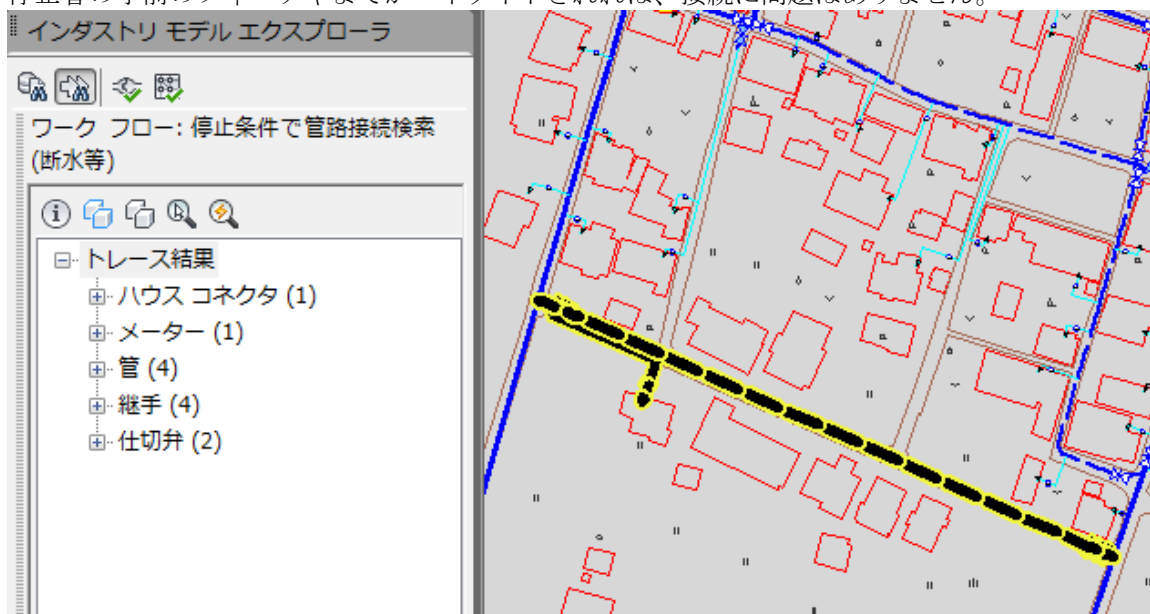 インダストリ モデル エクスプローラ
ワーク フロー: 停止条件で管路接続検索
(断水等)
トレース結果
ハウス コネクタ (1)
メーター (1)
管 (4)
継手 (4)
仕切弁 (2)